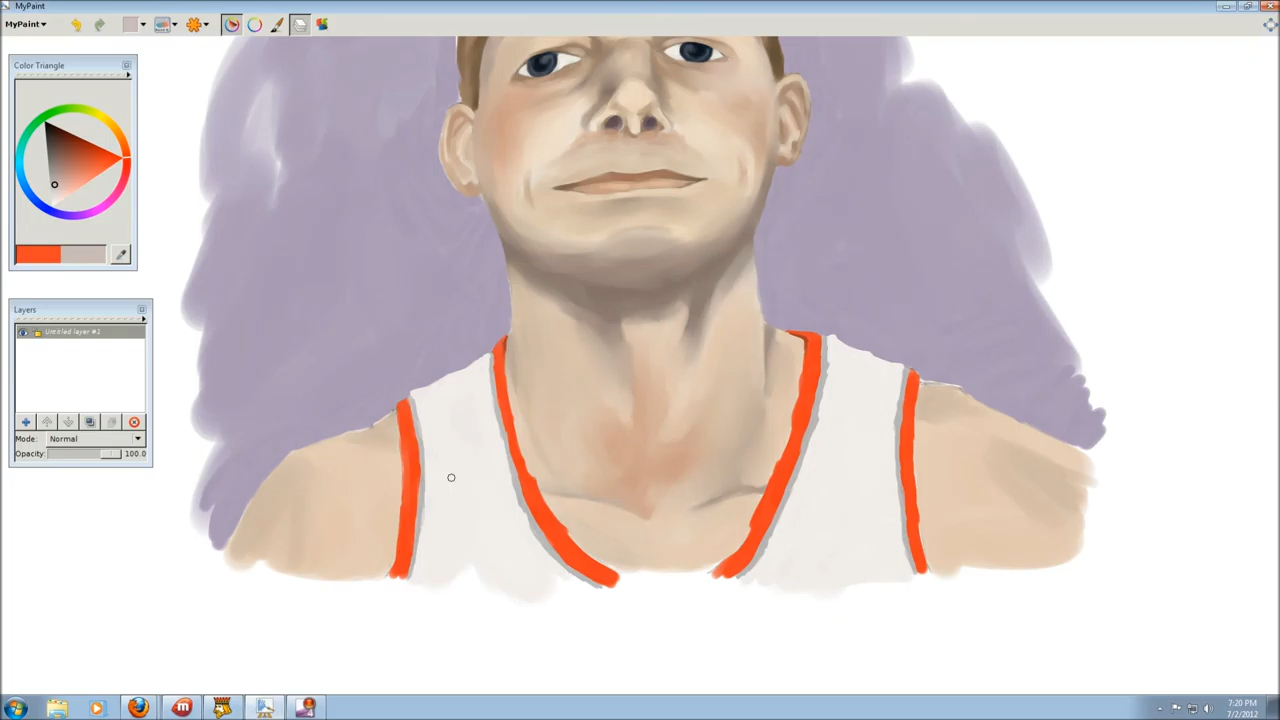 MyPaint
MyPaint
Color Triangle
Layers
Untitled layer #1
Mode: Normal
Opacity: 100.0
7:20 PM
7/2/2012